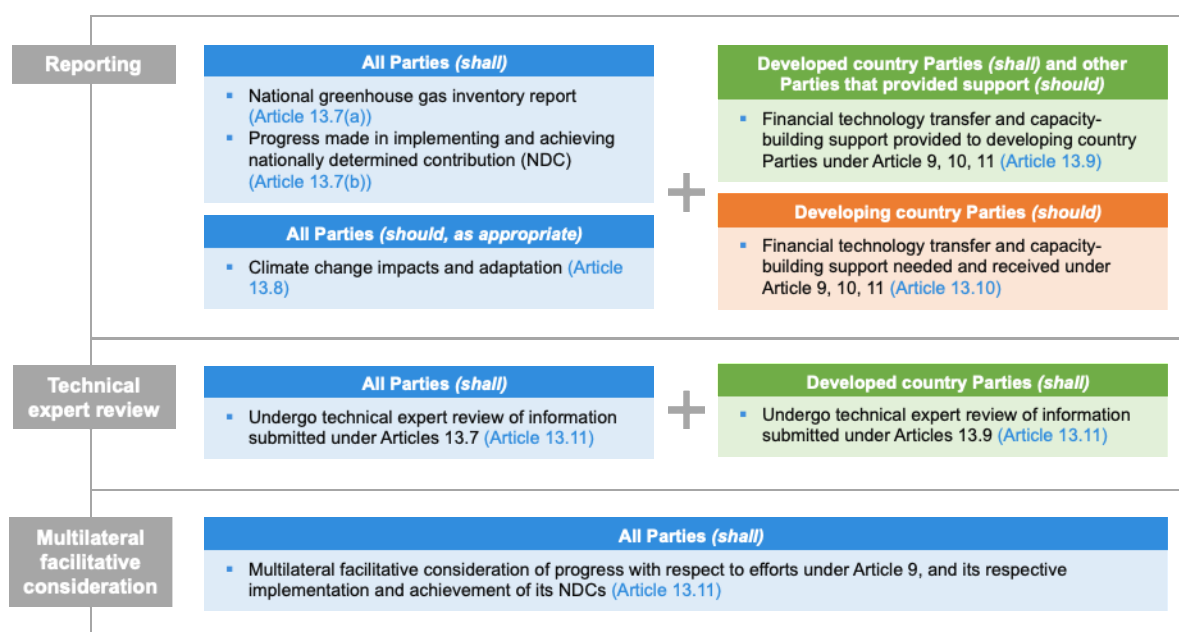 Reporting
All Parties (shall)
▪ National greenhouse gas inventory report
(Article 13.7(a))
▪ Progress made in implementing and achieving
nationally determined contribution (NDC)
(Article 13.7(b))
All Parties (should, as appropriate)
▪ Climate change impacts and adaptation (Article
13.8)
+
Developed country Parties (shall) and other
Parties that provided support (should)
▪ Financial technology transfer and capacity-
building support provided to developing country
Parties under Article 9, 10, 11 (Article 13.9)
Developing country Parties (should)
▪ Financial technology transfer and capacity-
building support needed and received under
Article 9, 10, 11 (Article 13.10)
Technical
expert review
All Parties (shall)
▪ Undergo technical expert review of information
submitted under Articles 13.7 (Article 13.11)
+
Developed country Parties (shall)
▪ Undergo technical expert review of information
submitted under Articles 13.9 (Article 13.11)
Multilateral
facilitative
consideration
All Parties (shall)
▪ Multilateral facilitative consideration of progress with respect to efforts under Article 9, and its respective
implementation and achievement of its NDCs (Article 13.11)